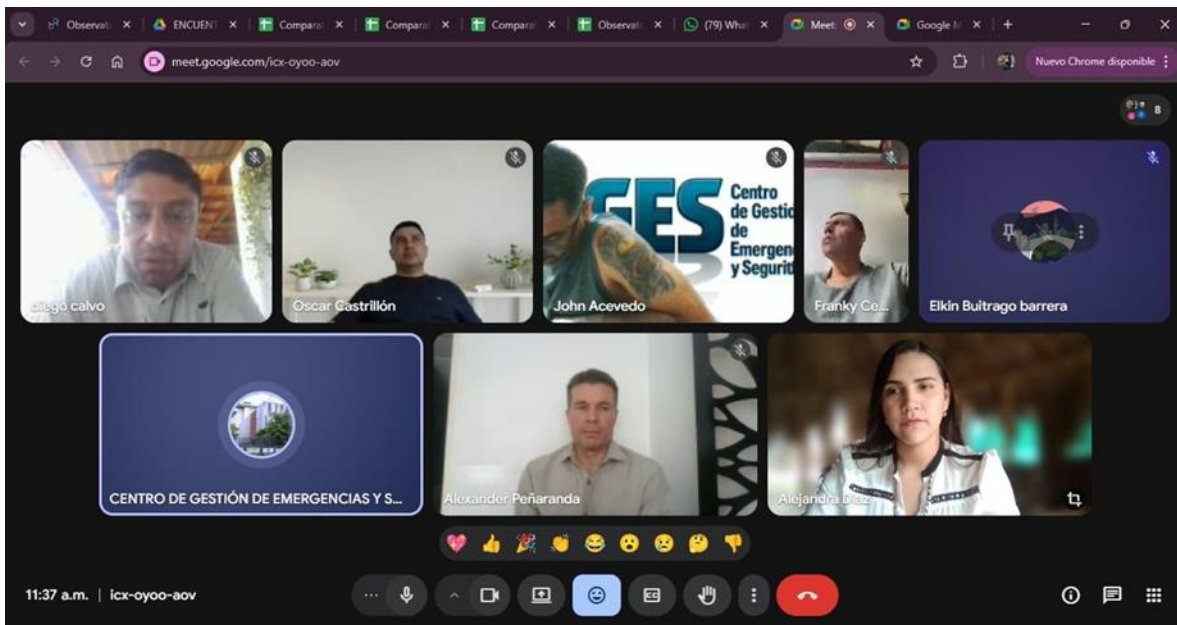 Observat
ENCUENT
Compara
Compara
Compara
Observat
(79) What
Meet:
Google M
meet.google.com/icx-oyoo-aov
Nuevo Chrome disponible
8
diego calvo
Oscar Castrillón
GES
Centro
de Gestió
de
Emergen
y Segurid
John Acevedo
Franky Ce...
Elkin Buitrago barrera
CENTRO DE GESTIÓN DE EMERGENCIAS Y S...
Alexander Peñaranda
Alejandra Díaz
11:37 a.m. | icx-oyoo-aov
CC